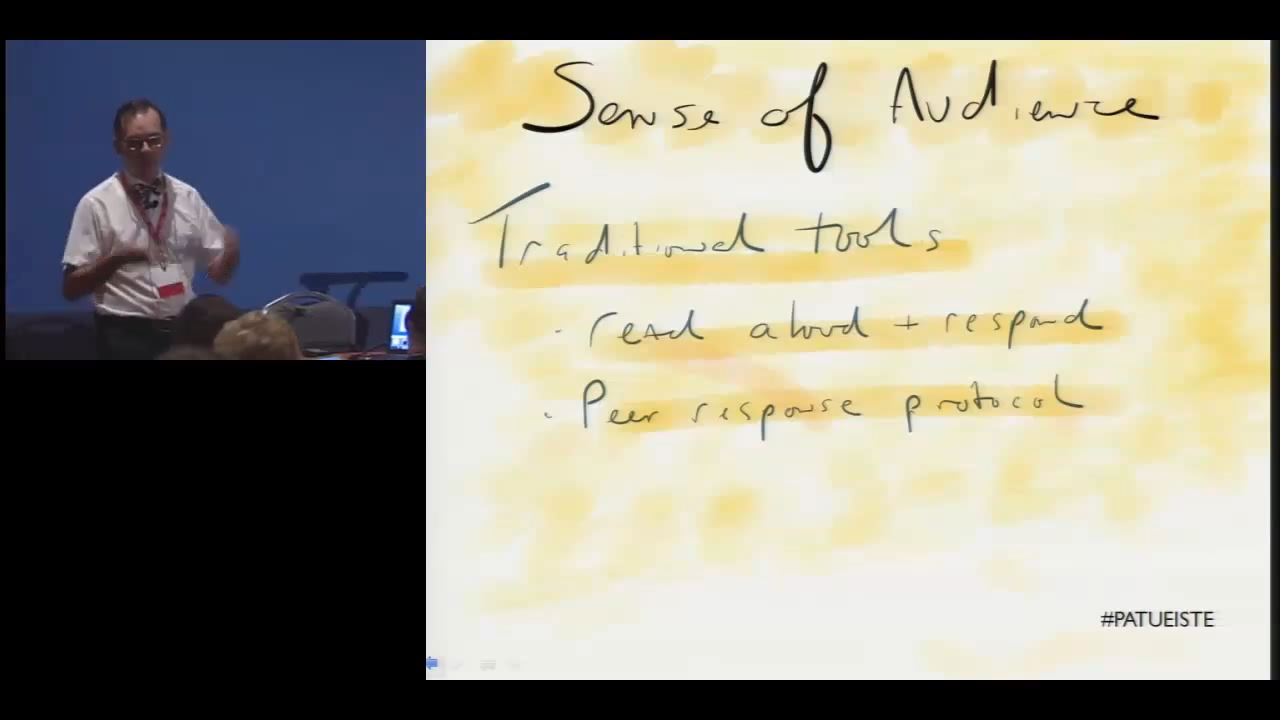 Sense of Audience
Traditional tools
· read aloud + respond
· Peer response protocol
#PATUEISTE